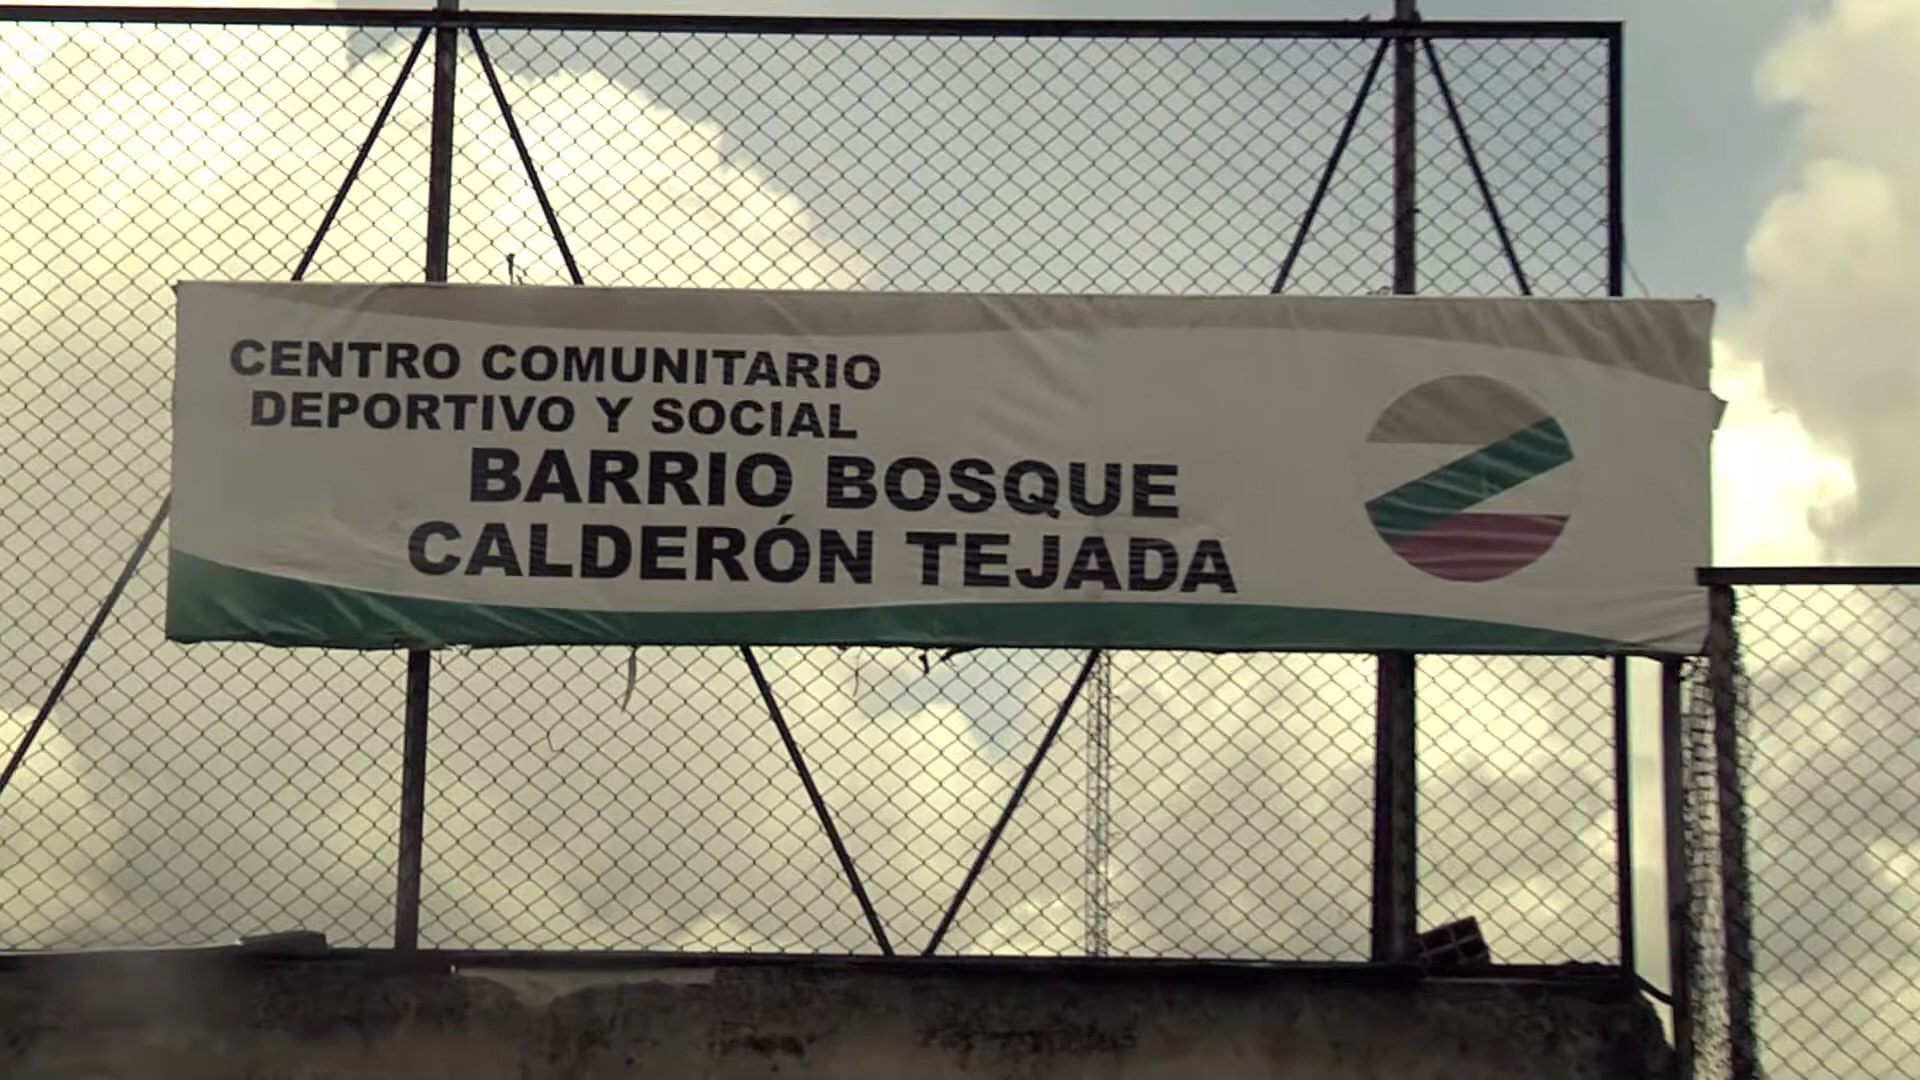 CENTRO COMUNITARIO
DEPORTIVO Y SOCIAL
BARRIO BOSQUE
CALDERÓN TEJADA